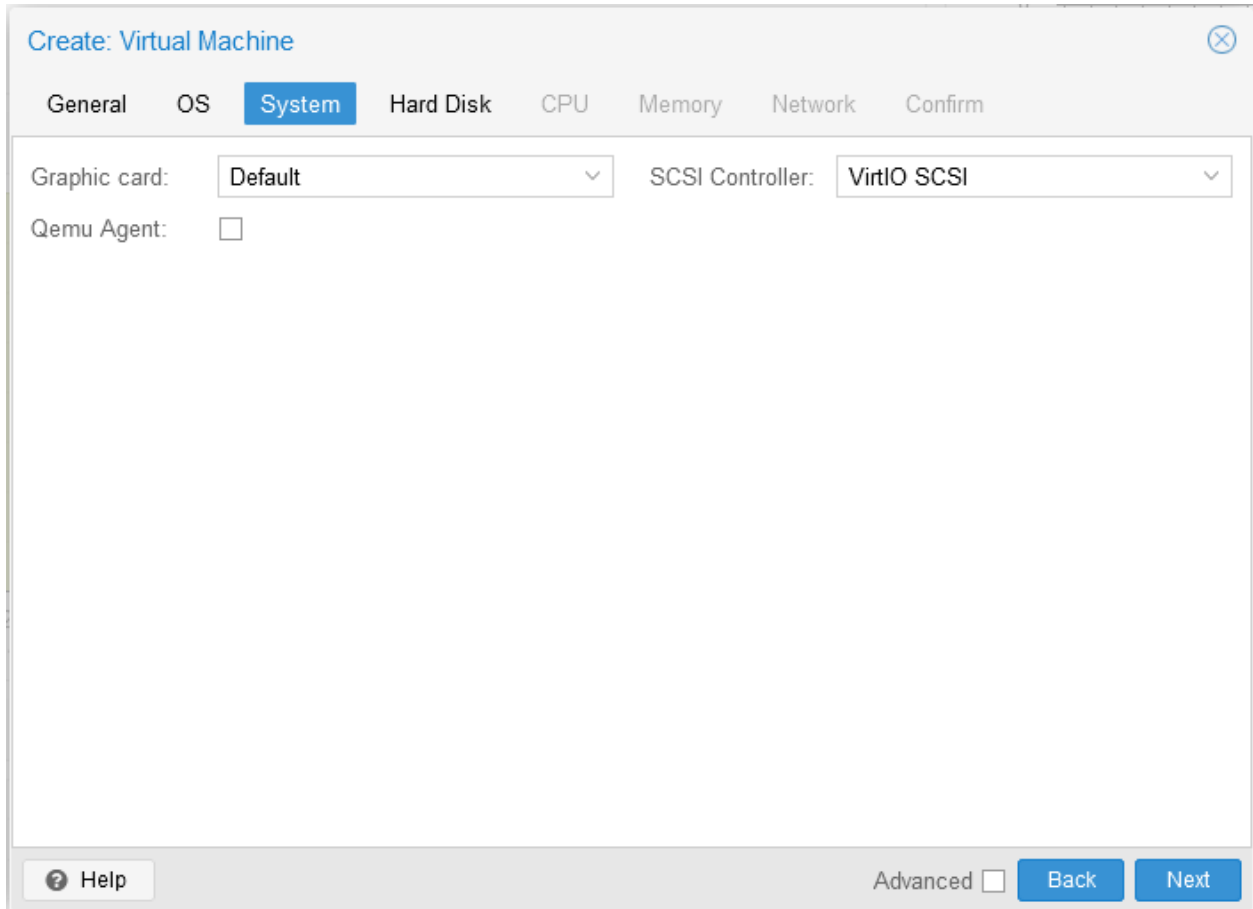 Create: Virtual Machine
General OS System Hard Disk CPU Memory Network Confirm
Graphic card: Default SCSI Controller: VirtIO SCSI
Qemu Agent:
Help Advanced Back Next